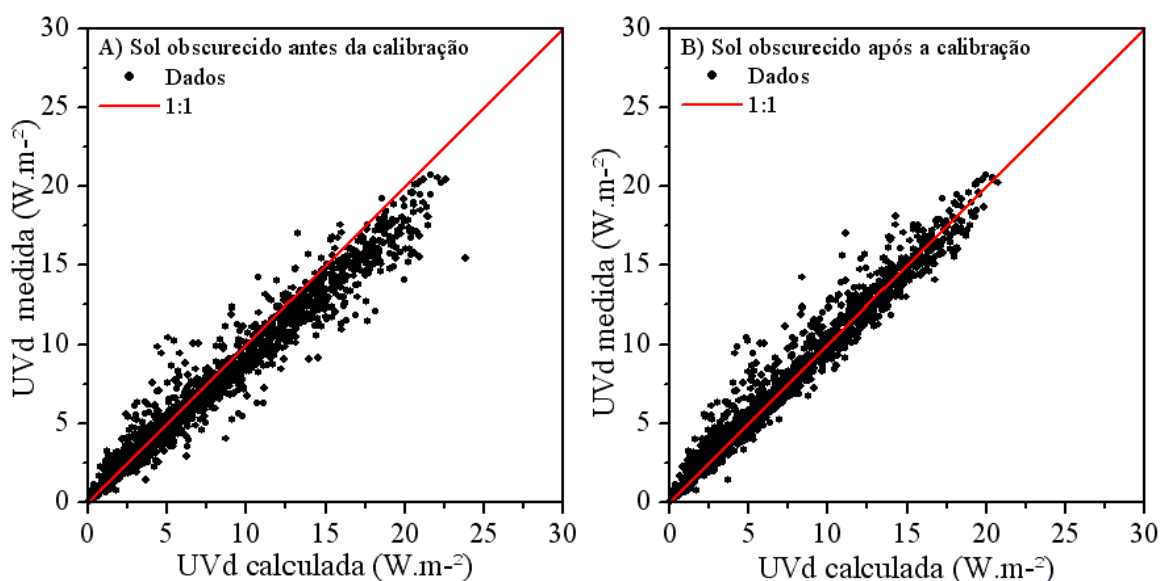 A) Sol obscurecido antes da calibração
Dados
1:1
30
25
20
15
10
5
0
0 5 10 15 20 25 30
UVd medida (W.m-²)
UVd calculada (W.m-²)
B) Sol obscurecido após a calibração
Dados
1:1
30
25
20
15
10
5
0
0 5 10 15 20 25 30
UVd medida (W.m-²)
UVd calculada (W.m-²)